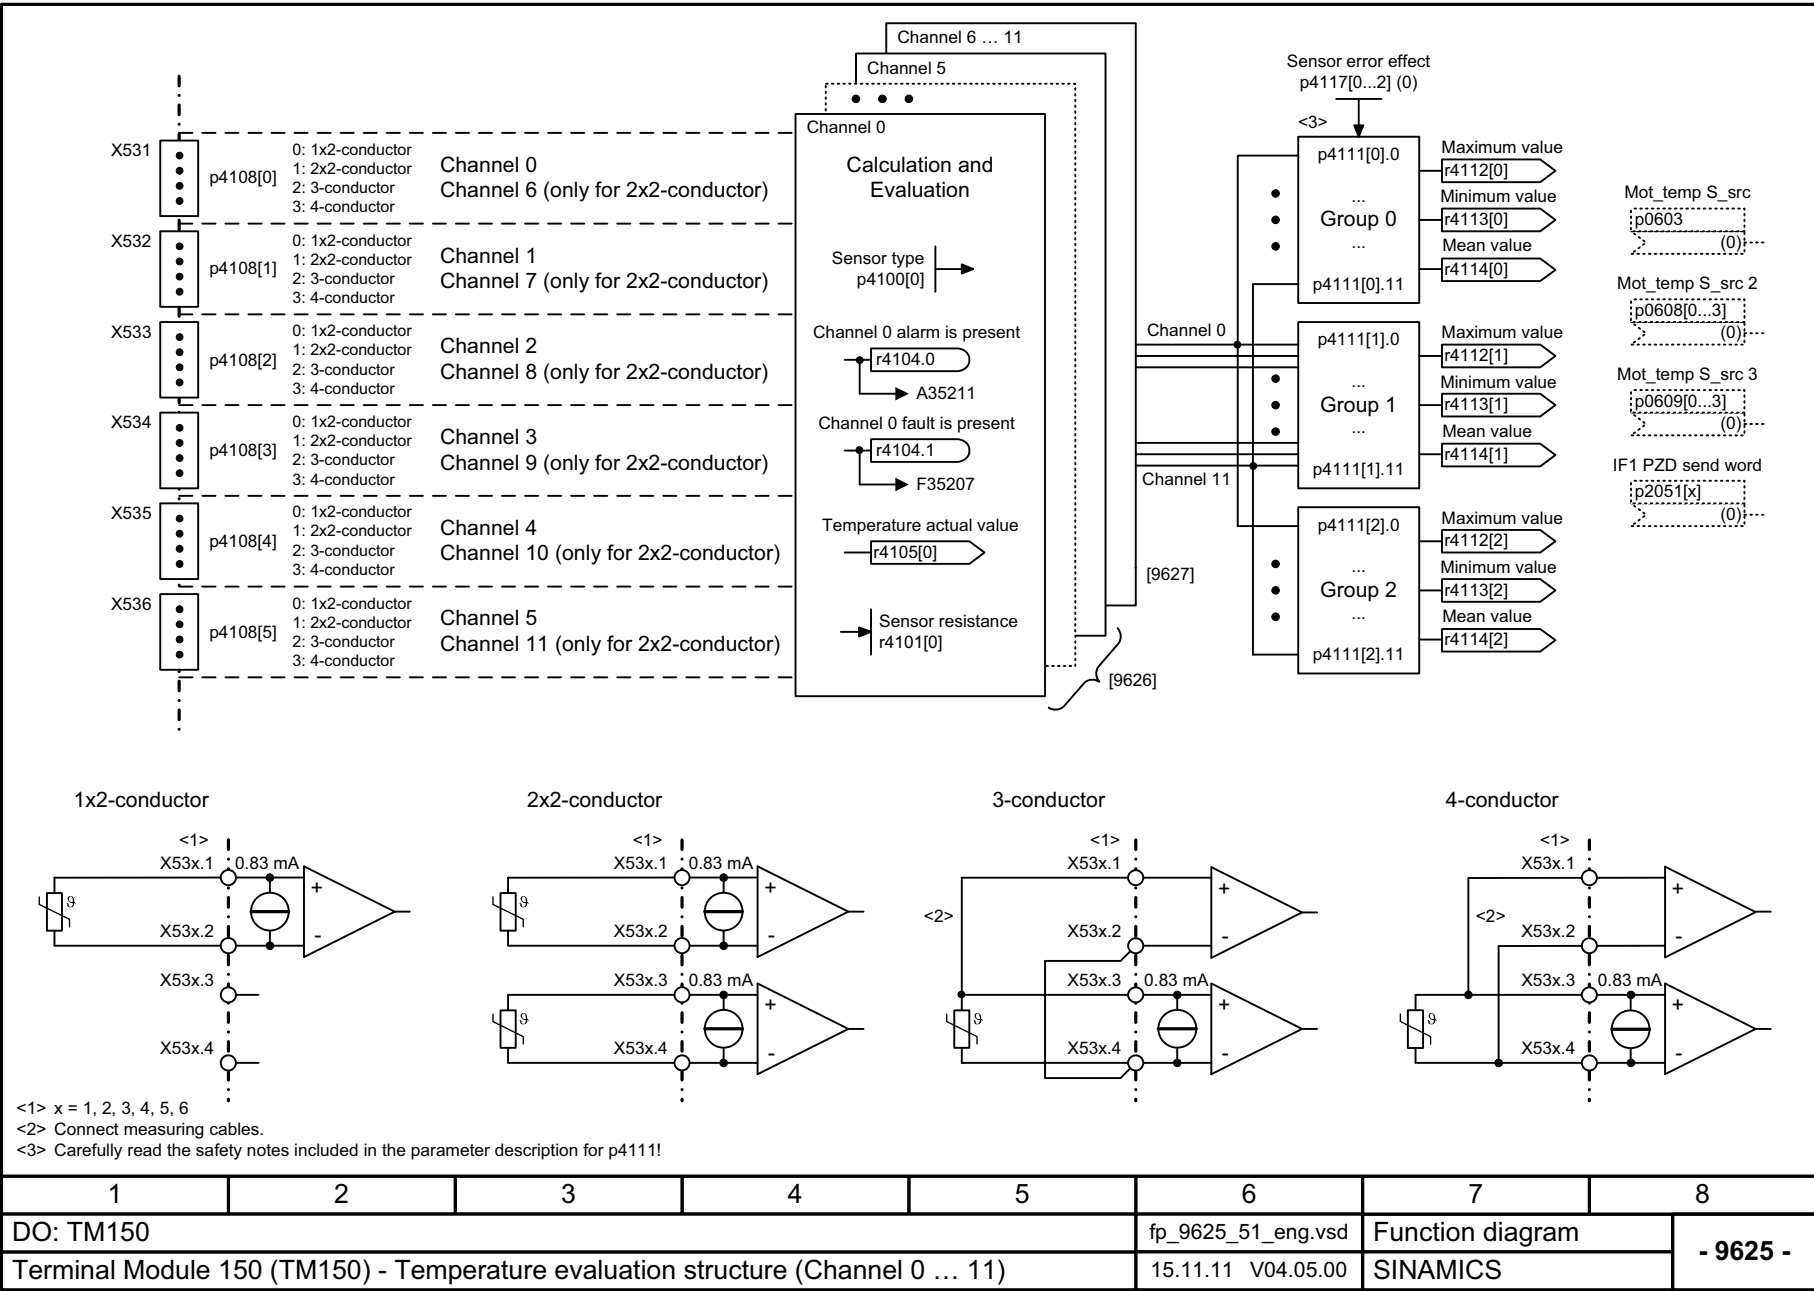 Channel 6 … 11
Channel 5
Channel 0
Calculation and
Evaluation
Sensor type
p4100[0]
Channel 0 alarm is present
r4104.0
A35211
Channel 0 fault is present
r4104.1
F35207
Temperature actual value
r4105[0]
Sensor resistance
r4101[0]
[9627]
[9626]
X531
p4108[0]
0: 1x2-conductor
1: 2x2-conductor
2: 3-conductor
3: 4-conductor
Channel 0
Channel 6 (only for 2x2-conductor)
X532
p4108[1]
0: 1x2-conductor
1: 2x2-conductor
2: 3-conductor
3: 4-conductor
Channel 1
Channel 7 (only for 2x2-conductor)
X533
p4108[2]
0: 1x2-conductor
1: 2x2-conductor
2: 3-conductor
3: 4-conductor
Channel 2
Channel 8 (only for 2x2-conductor)
X534
p4108[3]
0: 1x2-conductor
1: 2x2-conductor
2: 3-conductor
3: 4-conductor
Channel 3
Channel 9 (only for 2x2-conductor)
X535
p4108[4]
0: 1x2-conductor
1: 2x2-conductor
2: 3-conductor
3: 4-conductor
Channel 4
Channel 10 (only for 2x2-conductor)
X536
p4108[5]
0: 1x2-conductor
1: 2x2-conductor
2: 3-conductor
3: 4-conductor
Channel 5
Channel 11 (only for 2x2-conductor)
Sensor error effect
p4117[0...2] (0)
<3>
Channel 0
Channel 11
p4111[0].0
...
Group 0
...
p4111[0].11
Maximum value
r4112[0]
Minimum value
r4113[0]
Mean value
r4114[0]
p4111[1].0
...
Group 1
...
p4111[1].11
Maximum value
r4112[1]
Minimum value
r4113[1]
Mean value
r4114[1]
p4111[2].0
...
Group 2
...
p4111[2].11
Maximum value
r4112[2]
Minimum value
r4113[2]
Mean value
r4114[2]
Mot_temp S_src
p0603
(0)
Mot_temp S_src 2
p0608[0...3]
(0)
Mot_temp S_src 3
p0609[0...3]
(0)
IF1 PZD send word
p2051[x]
(0)
1x2-conductor
<1>
X53x.1
0.83 mA
+
ϑ
X53x.2
-
X53x.3
X53x.4
2x2-conductor
<1>
X53x.1
0.83 mA
+
ϑ
X53x.2
-
X53x.3
0.83 mA
+
ϑ
X53x.4
-
3-conductor
<1>
X53x.1
+
<2>
X53x.2
-
X53x.3
0.83 mA
+
ϑ
X53x.4
-
4-conductor
<1>
X53x.1
+
<2>
X53x.2
-
X53x.3
0.83 mA
+
ϑ
X53x.4
-
<1> x = 1, 2, 3, 4, 5, 6
<2> Connect measuring cables.
<3> Carefully read the safety notes included in the parameter description for p4111!
1 2 3 4 5 6 7 8
DO: TM150
fp_9625_51_eng.vsd
Function diagram
- 9625 -
Terminal Module 150 (TM150) - Temperature evaluation structure (Channel 0 … 11)
15.11.11 V04.05.00
SINAMICS